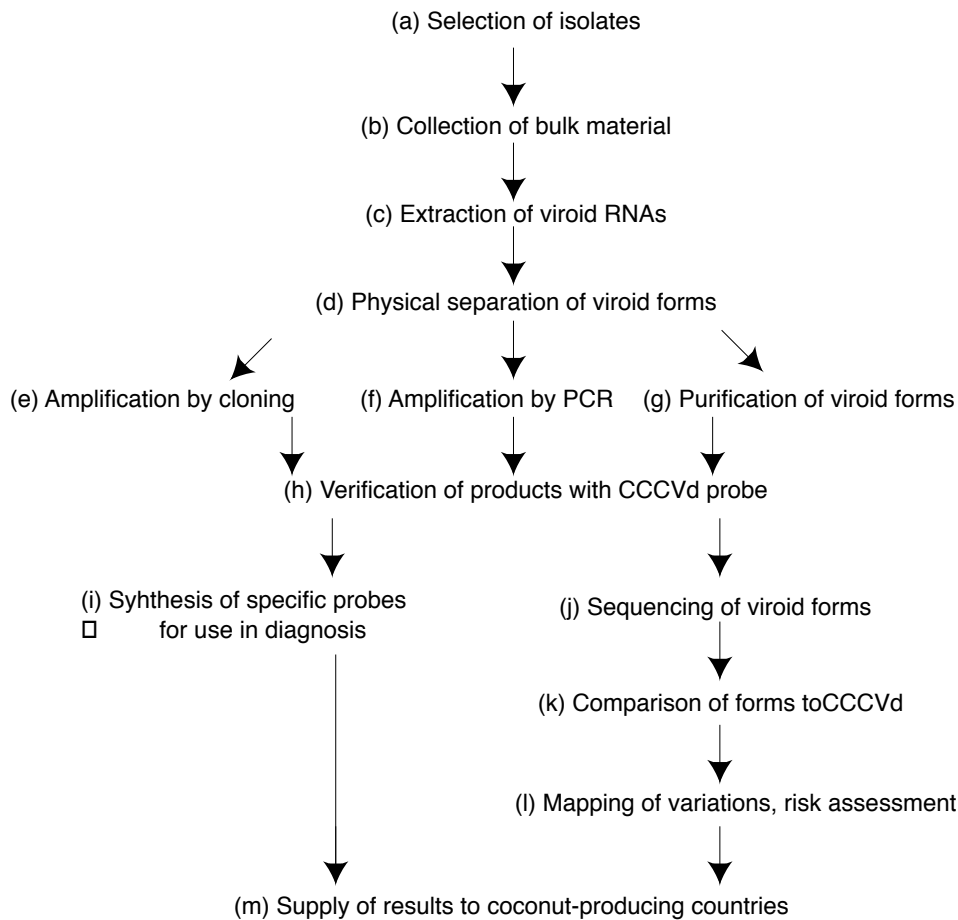 (a) Selection of isolates
(b) Collection of bulk material
(c) Extraction of viroid RNAs
(d) Physical separation of viroid forms
(e) Amplification by cloning
(f) Amplification by PCR
(g) Purification of viroid forms
(h) Verification of products with CCCVd probe
(i) Syhthesis of specific probes
for use in diagnosis
(j) Sequencing of viroid forms
(k) Comparison of forms toCCCVd
(l) Mapping of variations, risk assessment
(m) Supply of results to coconut-producing countries